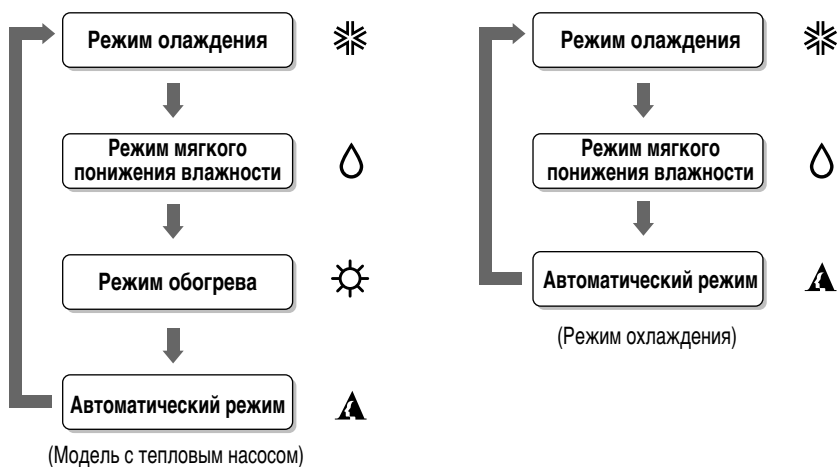 Режим олаждения
Режим мягкого
понижения влажности
Режим обогрева
Автоматический режим
(Модель с тепловым насосом)
Режим олаждения
Режим мягкого
понижения влажности
Автоматический режим
(Режим охлаждения)